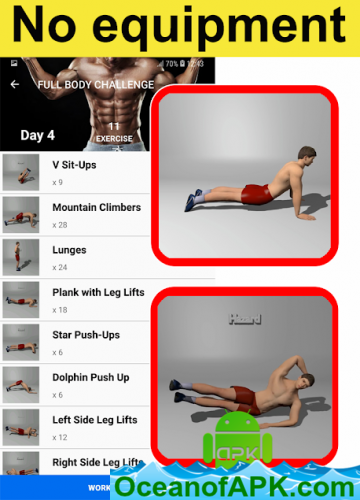 No equipment
70% 12:43
FULL BODY CHALLENGE
Day 4
11
EXERCISE
V Sit-Ups
x 9
Mountain Climbers
x 28
Lunges
x 24
Plank with Leg Lifts
x 18
Star Push-Ups
x 6
Dolphin Push Up
x 6
Left Side Leg Lifts
x 12
Right Side Leg Lifts
WORK
APK
OceanofAPK.com